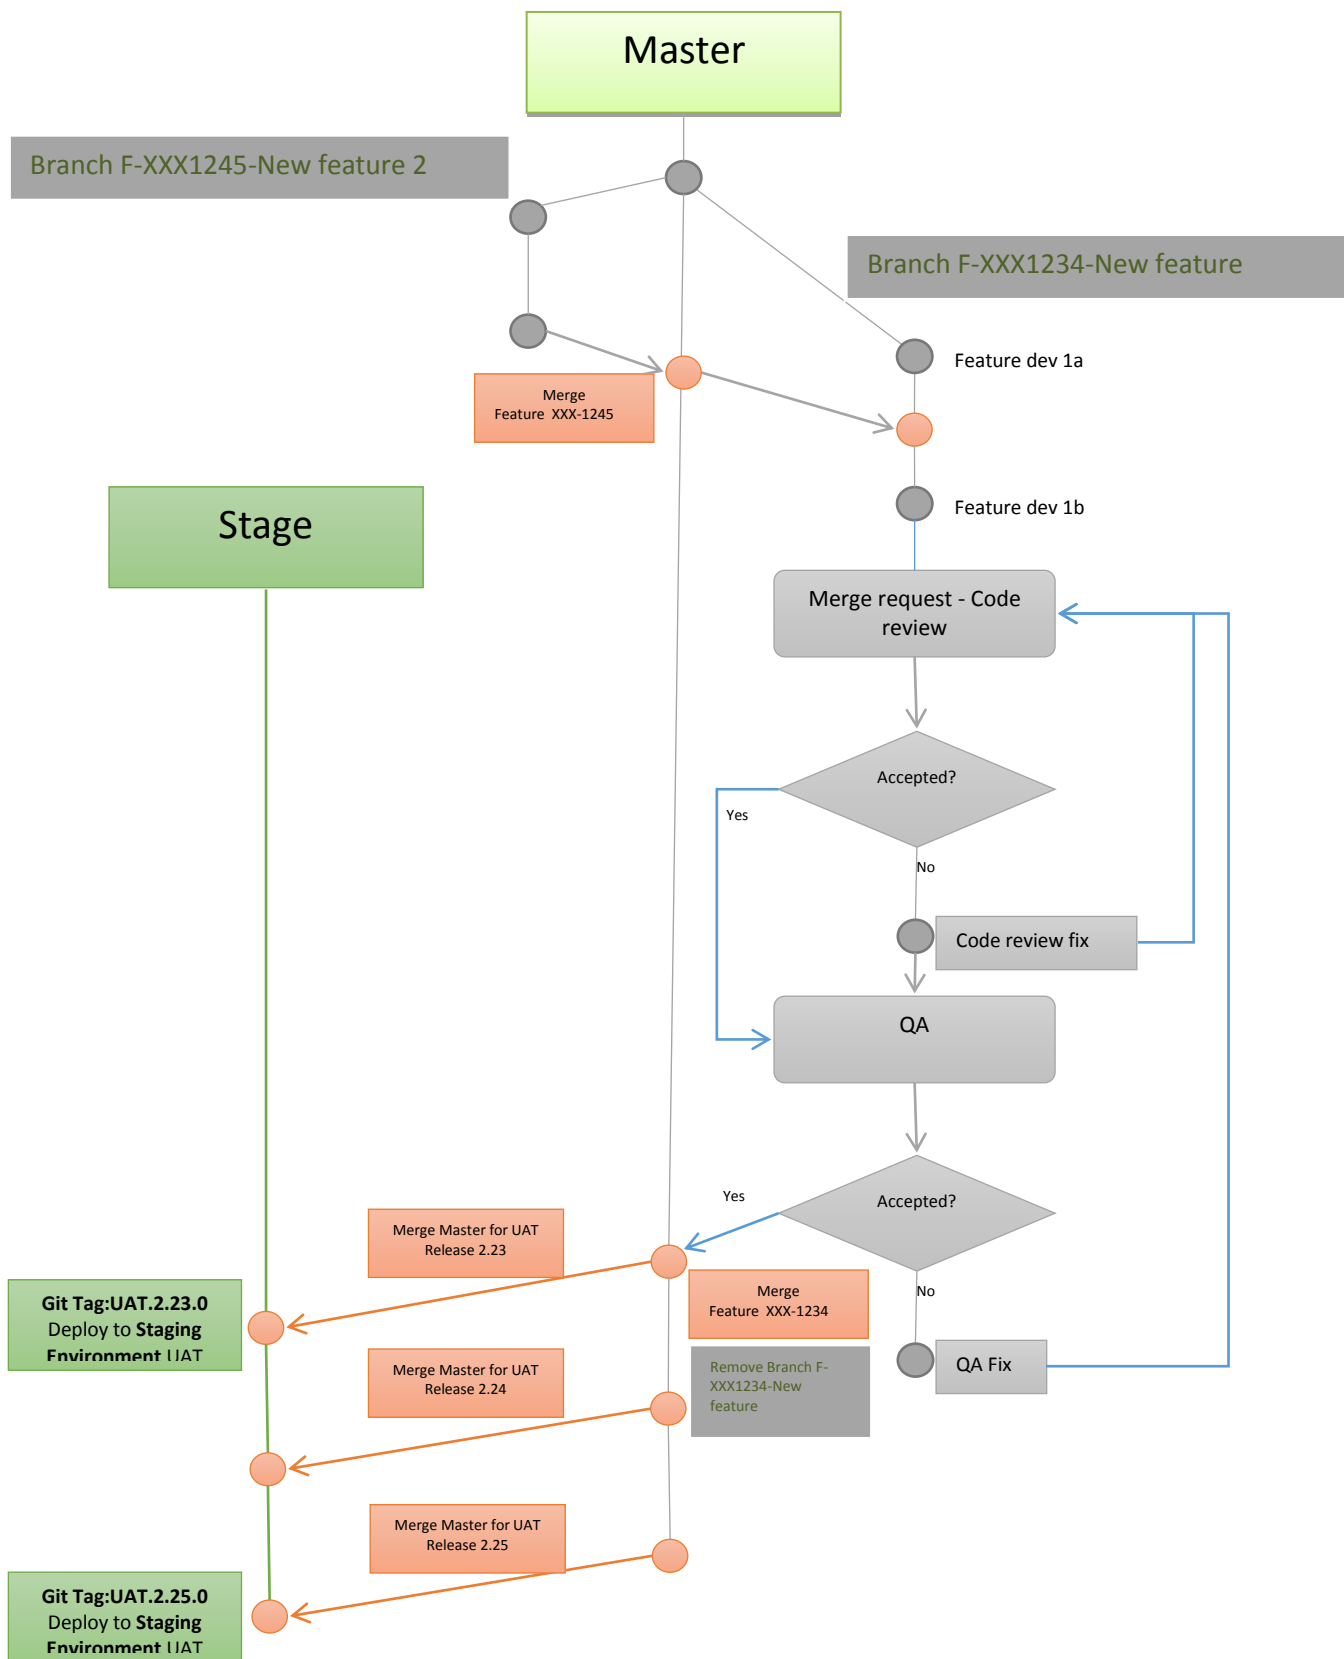 Master
Branch F-XXX1245-New feature 2
Branch F-XXX1234-New feature
Feature dev 1a
Merge
Feature XXX-1245
Feature dev 1b
Stage
Merge request - Code
review
Accepted?
Yes
No
Code review fix
QA
Accepted?
Yes
Merge Master for UAT
Release 2.23
No
Merge
Feature XXX-1234
Git Tag:UAT.2.23.0
Deploy to Staging
Environment UAT
Merge Master for UAT
Release 2.24
Remove Branch F-
XXX1234-New
feature
QA Fix
Merge Master for UAT
Release 2.25
Git Tag:UAT.2.25.0
Deploy to Staging
Environment UAT